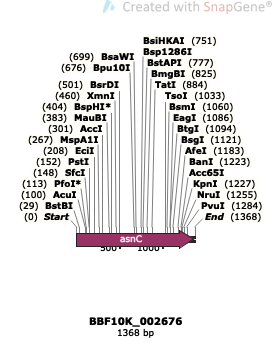 Created with SnapGene®
BsiHKAI (751)
Bsp1286I
(699) BsaWI BstAPI (777)
(676) Bpu10I BmgBI (825)
(501) BsrDI TatI (884)
(460) XmnI TsoI (1033)
(404) BspHI* BsmI (1060)
(383) MauBI EagI (1086)
(301) AccI BtgI (1094)
(267) MspA1I BsgI (1121)
(208) EciI AfeI (1183)
(152) PstI BanI (1223)
(148) SfcI Acc65I
(113) PfoI* KpnI (1227)
(100) AcuI NruI (1255)
(29) BstBI PvuI (1284)
(0) Start End (1368)
asnC
500 1000
BBF10K_002676
1368 bp